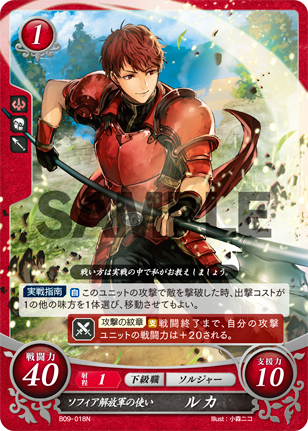 1
SAMPLE
戦い方は実戦の中で私がお教えしましょう。
実戦指南 自 このユニットの攻撃で敵を撃破した時、出撃コストが
1の他の味方を1体選び、移動させてもよい。
攻撃の紋章 支 戦闘終了まで、自分の攻撃
ユニットの戦闘力は+20される。
戦闘力
40
射程 1
下級職
ソルジャー
支援力
10
ソフィア解放軍の使い ルカ
B09-018N
Illust:小森ニコ